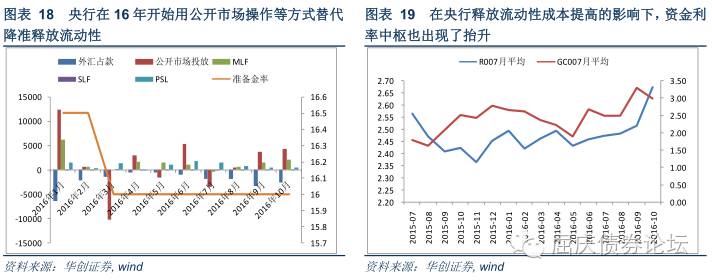 图表 18 央行在 16 年开始用公开市场操作等方式替代
降准释放流动性
外汇占款 公开市场投放 MLF
SLF PSL 准备金率
15000
10000
5000
0
-5000
-10000
-15000
16.6
16.5
16.4
16.3
16.2
16.1
16
15.9
15.8
15.7
2016年1月
2016年2月
2016年3月
2016年4月
2016年5月
2016年6月
2016年7月
2016年8月
2016年9月
2016年10月
资料来源：华创证券, wind
图表 19 在央行释放流动性成本提高的影响下，资金利
率中枢也出现了抬升
R007月平均 GC007月平均
2.70
2.65
2.60
2.55
2.50
2.45
2.40
2.35
2.30
2.25
2.20
3.50
3.00
2.50
2.00
1.50
1.00
0.50
0.00
2015-07
2015-08
2015-09
2015-10
2015-11
2015-12
2016-01
2016-02
2016-03
2016-04
2016-05
2016-06
2016-07
2016-08
2016-09
2016-10
资料来源：华创证券, wind
屈庆债券论坛